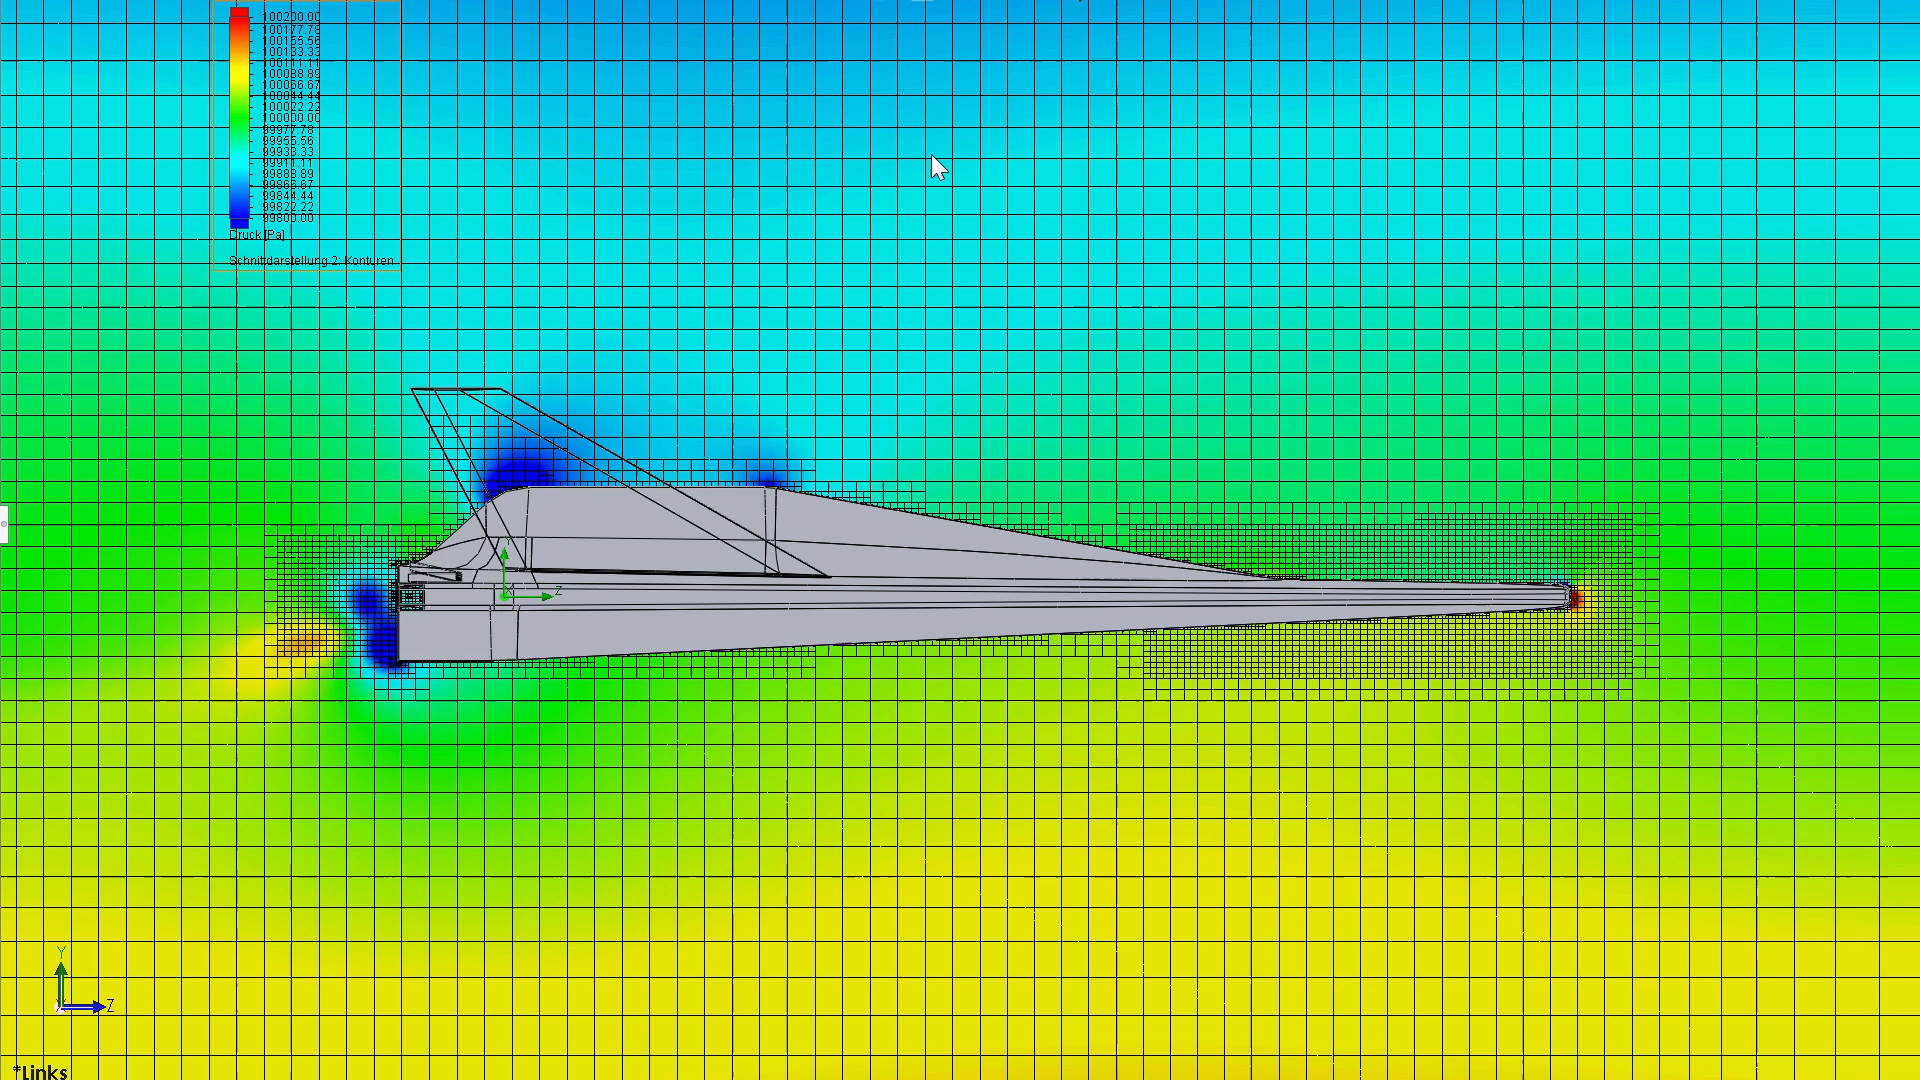 100200.00
100177.78
100155.56
100133.33
100111.11
100088.89
100066.67
100044.44
100022.22
100000.00
99977.78
99955.56
99933.33
99911.11
99888.89
99866.67
99844.44
99822.22
99800.00
Druck [Pa]
Schnittdarstellung 2: Konturen
Y
Z
Y
Z
*Links